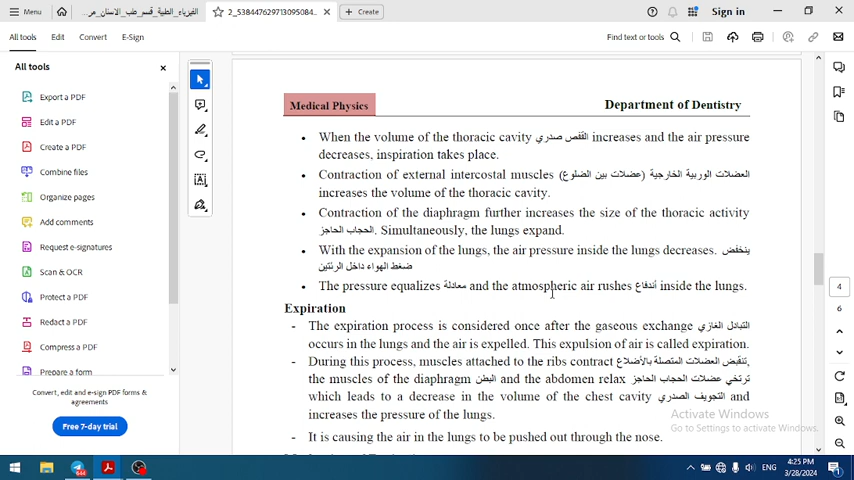 Menu
الفيزياء الطبية قسم طب الاسنان_مر...
2_538447629713095084...
Create
Sign in
All tools
Edit
Convert
E-Sign
Find text or tools
All tools
Export a PDF
Edit a PDF
Create a PDF
Combine files
Organize pages
Add comments
Request e-signatures
Scan & OCR
Protect a PDF
Redact a PDF
Compress a PDF
Prepare a form
Convert, edit and e-sign PDF forms & agreements
Free 7-day trial
Medical Physics
Department of Dentistry
• When the volume of the thoracic cavity القفص صدري increases and the air pressure
decreases, inspiration takes place.
• Contraction of external intercostal muscles (العضلات الوربية الخارجية (عضلات بين الضلوع
increases the volume of the thoracic cavity.
• Contraction of the diaphragm further increases the size of the thoracic activity
الحجاب الحاجز. Simultaneously, the lungs expand.
• With the expansion of the lungs, the air pressure inside the lungs decreases. ينخفض
ضغط الهواء داخل الرئتين
• The pressure equalizes معادلة and the atmospheric air rushes أندفاع inside the lungs.
Expiration
- The expiration process is considered once after the gaseous exchange التبادل الغازي
occurs in the lungs and the air is expelled. This expulsion of air is called expiration.
- During this process, muscles attached to the ribs contract تنقبض العضلات المتصلة بالأضلاع,
the muscles of the diaphragm البطن and the abdomen relax ترتخي عضلات الحجاب الحاجز
which leads to a decrease in the volume of the chest cavity التجويف الصدري and
increases the pressure of the lungs.
- It is causing the air in the lungs to be pushed out through the nose.
Activate Windows
Go to Settings to activate Windows.
4
6
ENG
4:25 PM
3/28/2024